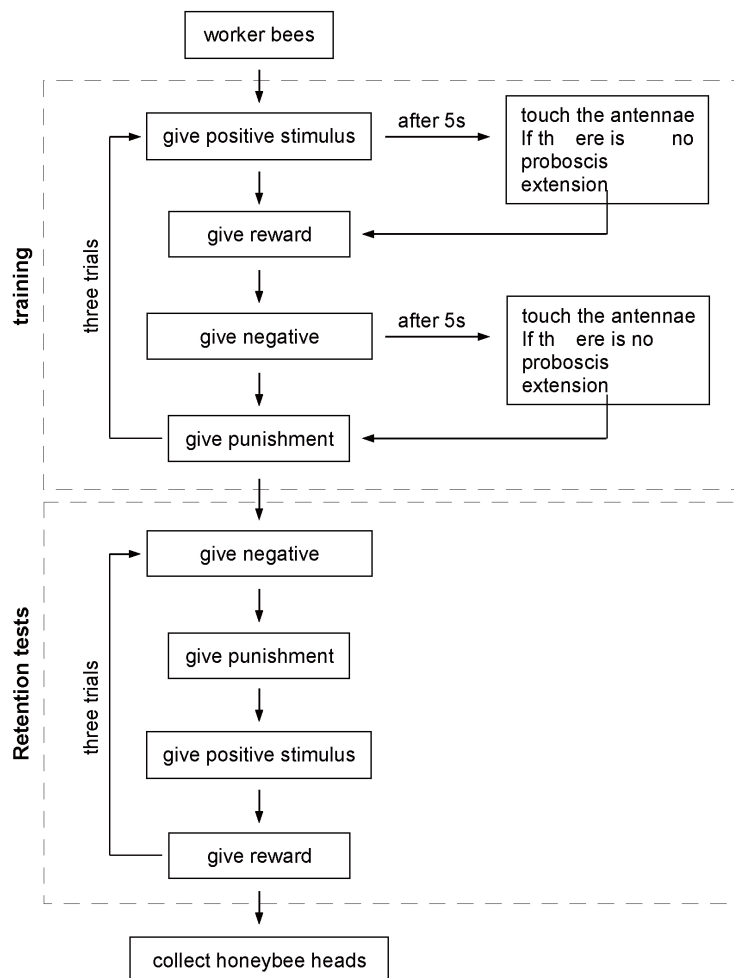 worker bees
give positive stimulus
after 5s
touch the antennae
If th ere is no
proboscis
extension
give reward
give negative
after 5s
touch the antennae
If th ere is no
proboscis
extension
give punishment
three trials
training
give negative
give punishment
give positive stimulus
give reward
three trials
Retention tests
collect honeybee heads